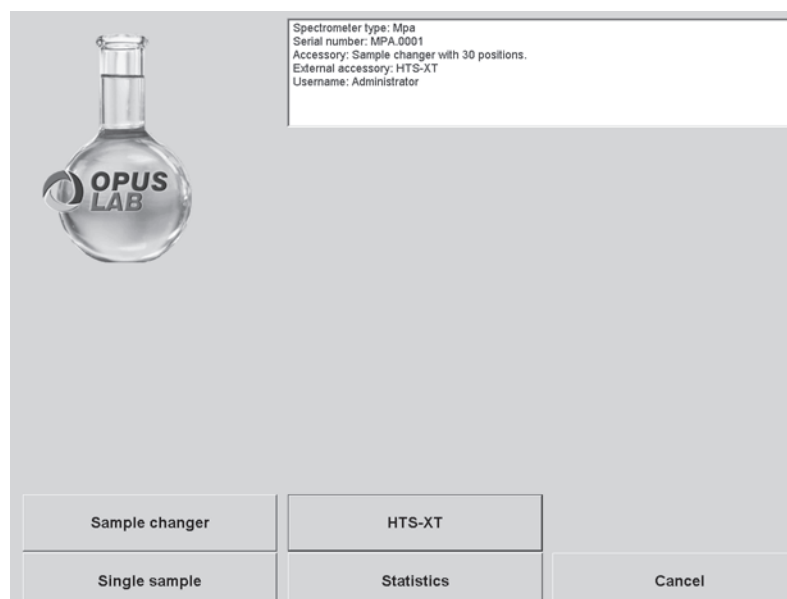 Spectrometer type: Mpa
Serial number: MPA.0001
Accessory: Sample changer with 30 positions.
External accessory: HTS-XT
Username: Administrator
OPUS
LAB
Sample changer
HTS-XT
Single sample
Statistics
Cancel